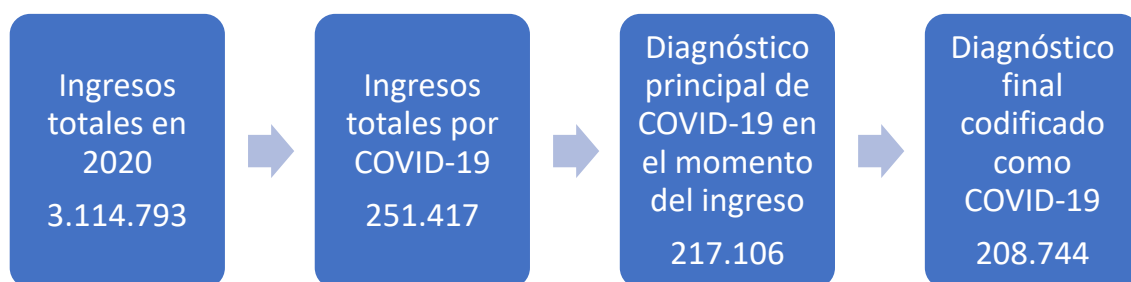 Ingresos
totales en
2020
3.114.793
Ingresos
totales por
COVID-19
251.417
Diagnóstico
principal de
COVID-19 en
el momento
del ingreso
217.106
Diagnóstico
final
codificado
como
COVID-19
208.744